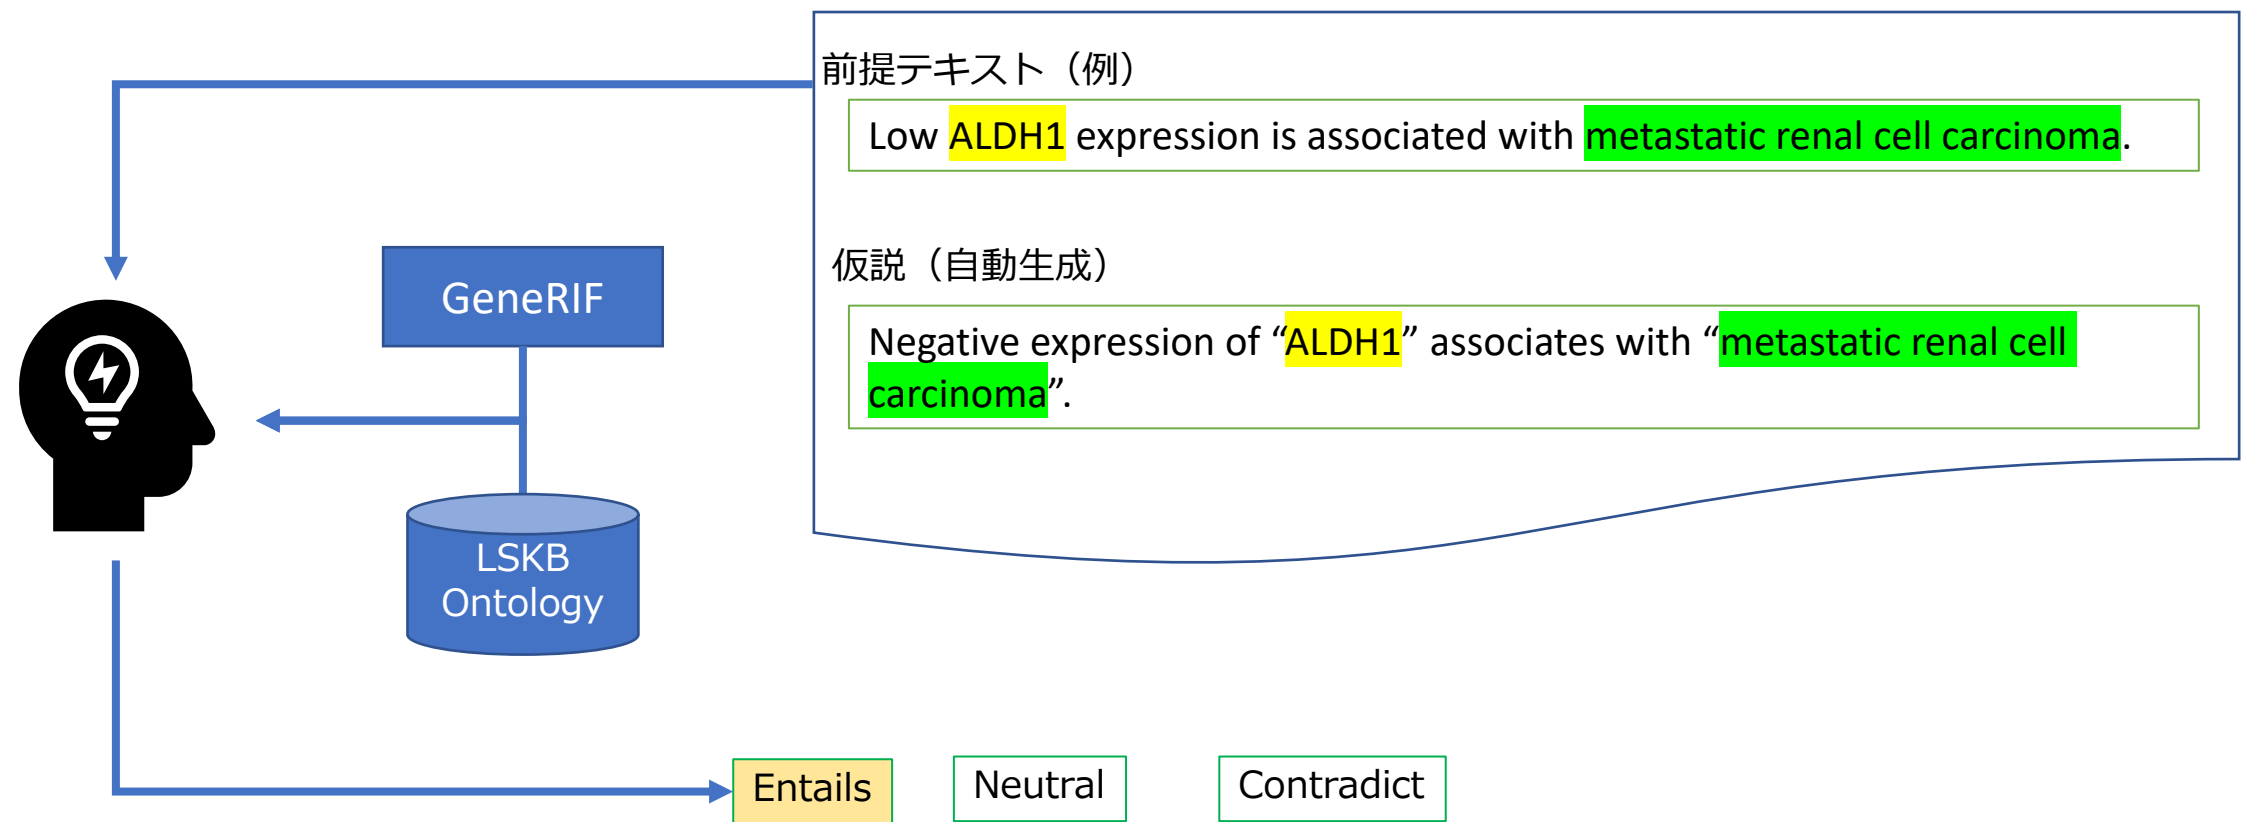 前提テキスト（例）
Low ALDH1 expression is associated with metastatic renal cell carcinoma.
仮説（自動生成）
Negative expression of “ALDH1” associates with “metastatic renal cell
carcinoma”.
GeneRIF
LSKB
Ontology
Entails
Neutral
Contradict